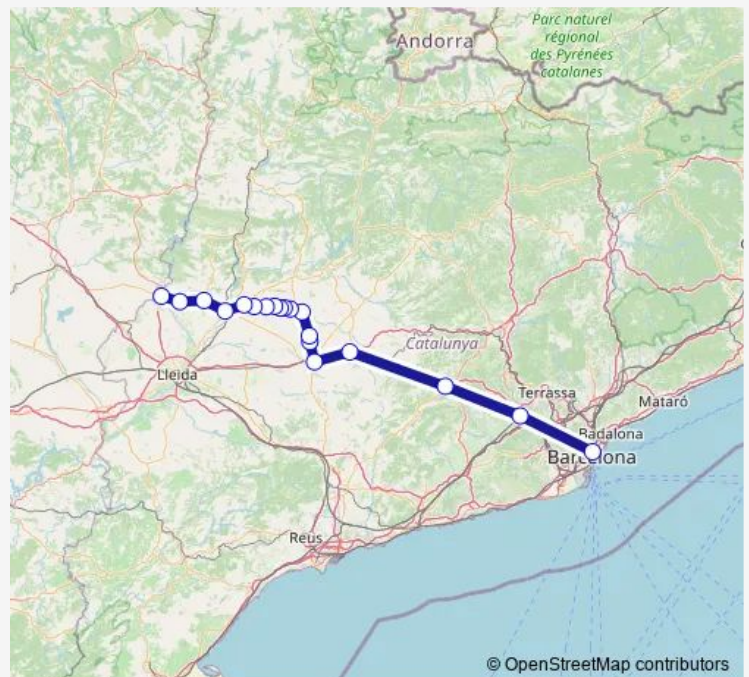 Parc naturel
régional
des Pyrénées
catalanes
Andorra
Catalunya
Lleida
Terrassa
Mataró
Badalona
Barcelona
Reus
© OpenStreetMap contributors